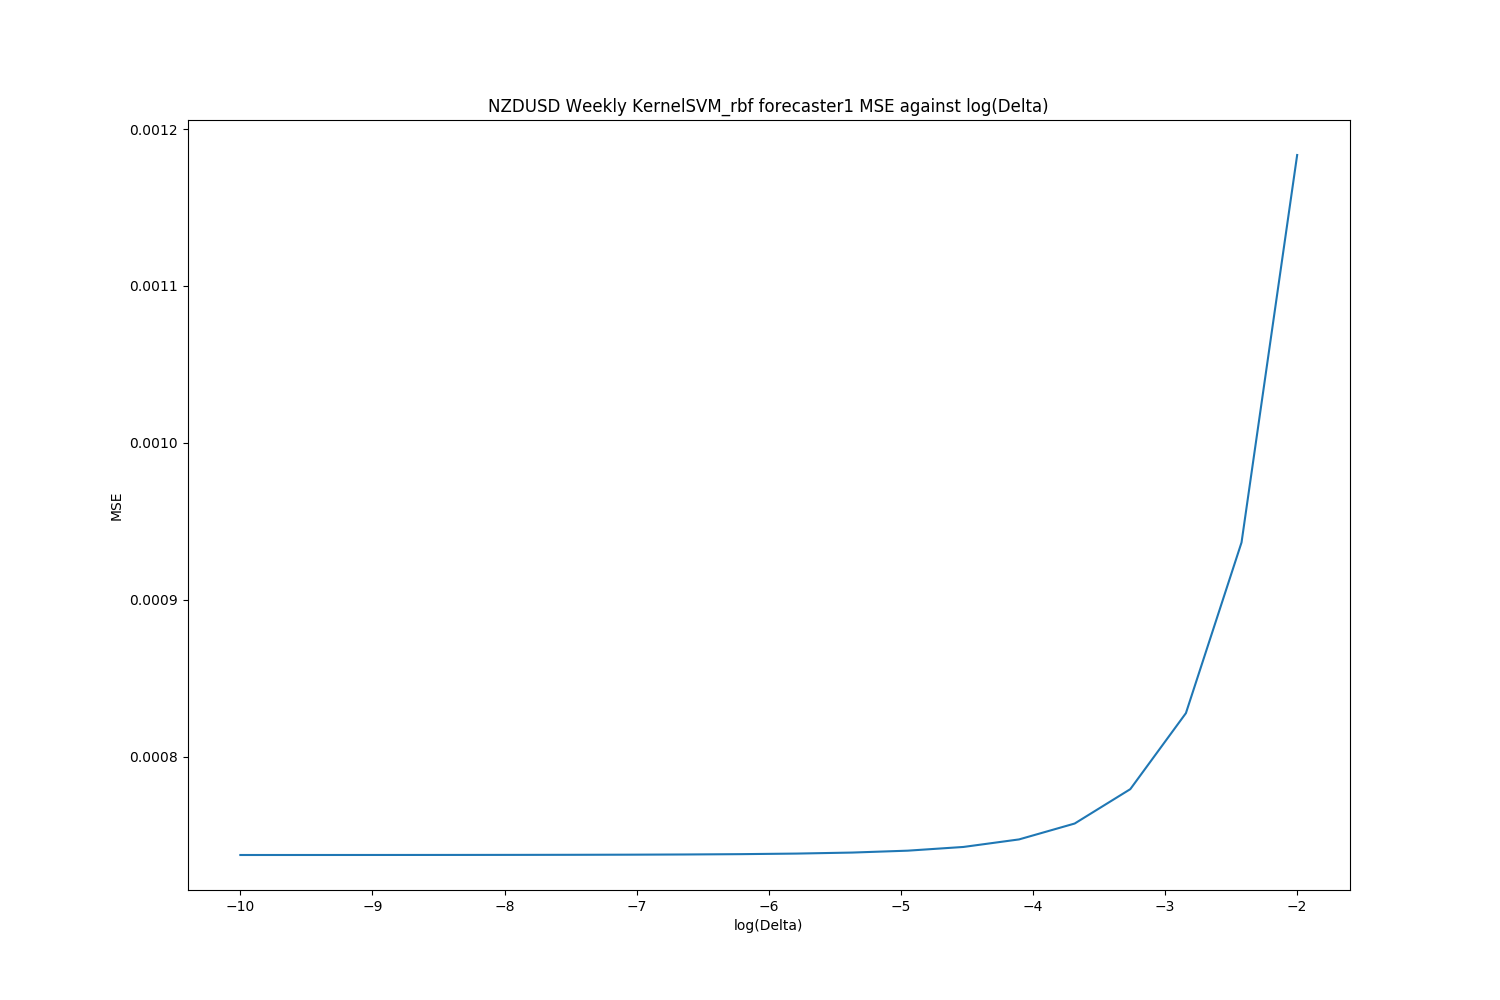 NZDUSD Weekly KernelSVM_rbf forecaster1 MSE against log(Delta)
0.0012
0.0011
0.0010
0.0009
0.0008
MSE
−10 −9 −8 −7 −6 −5 −4 −3 −2
log(Delta)